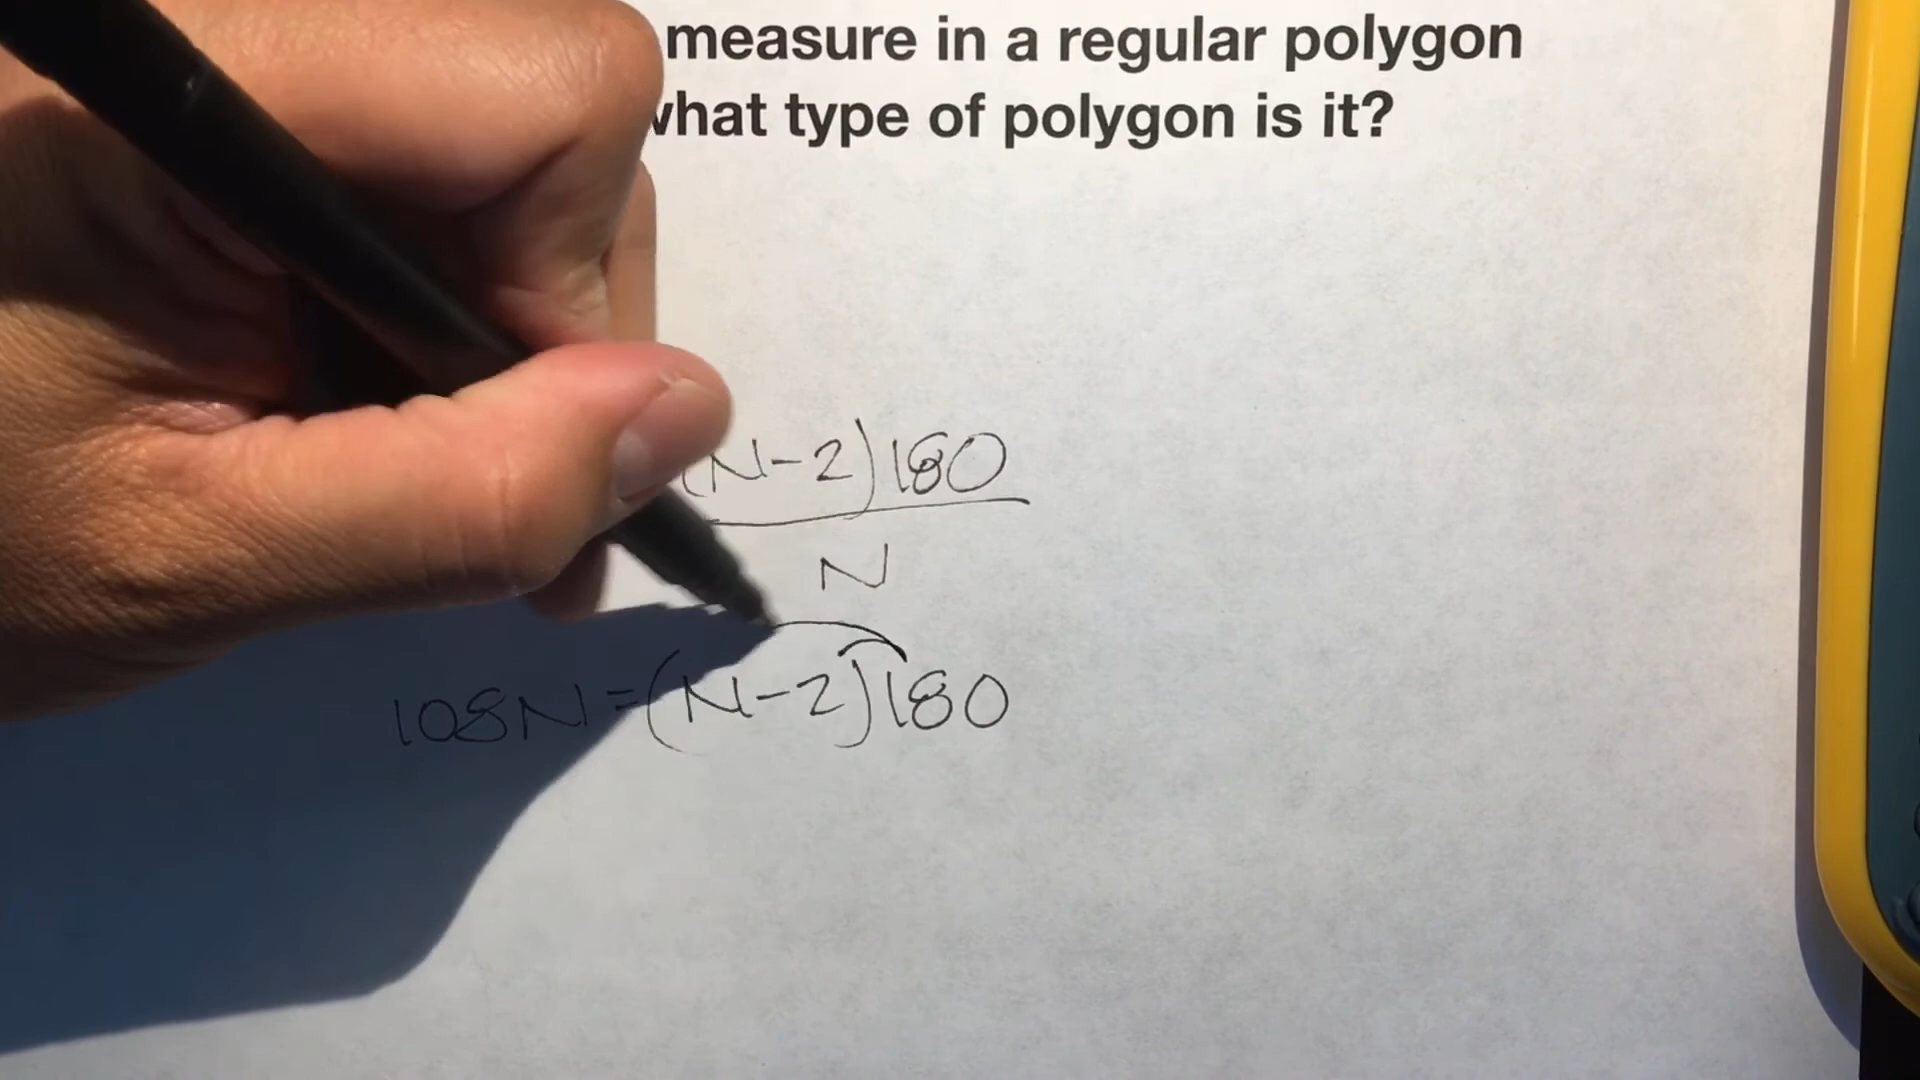 measure in a regular polygon
what type of polygon is it?
(N-2)180
N
108N=(N-2)180